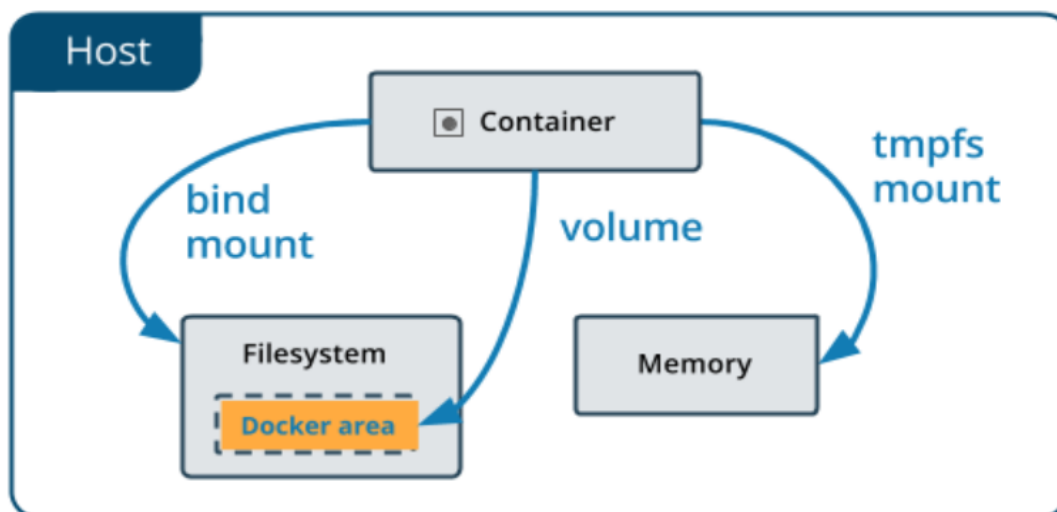 Host
Container
bind
mount
volume
tmpfs
mount
Filesystem
Docker area
Memory